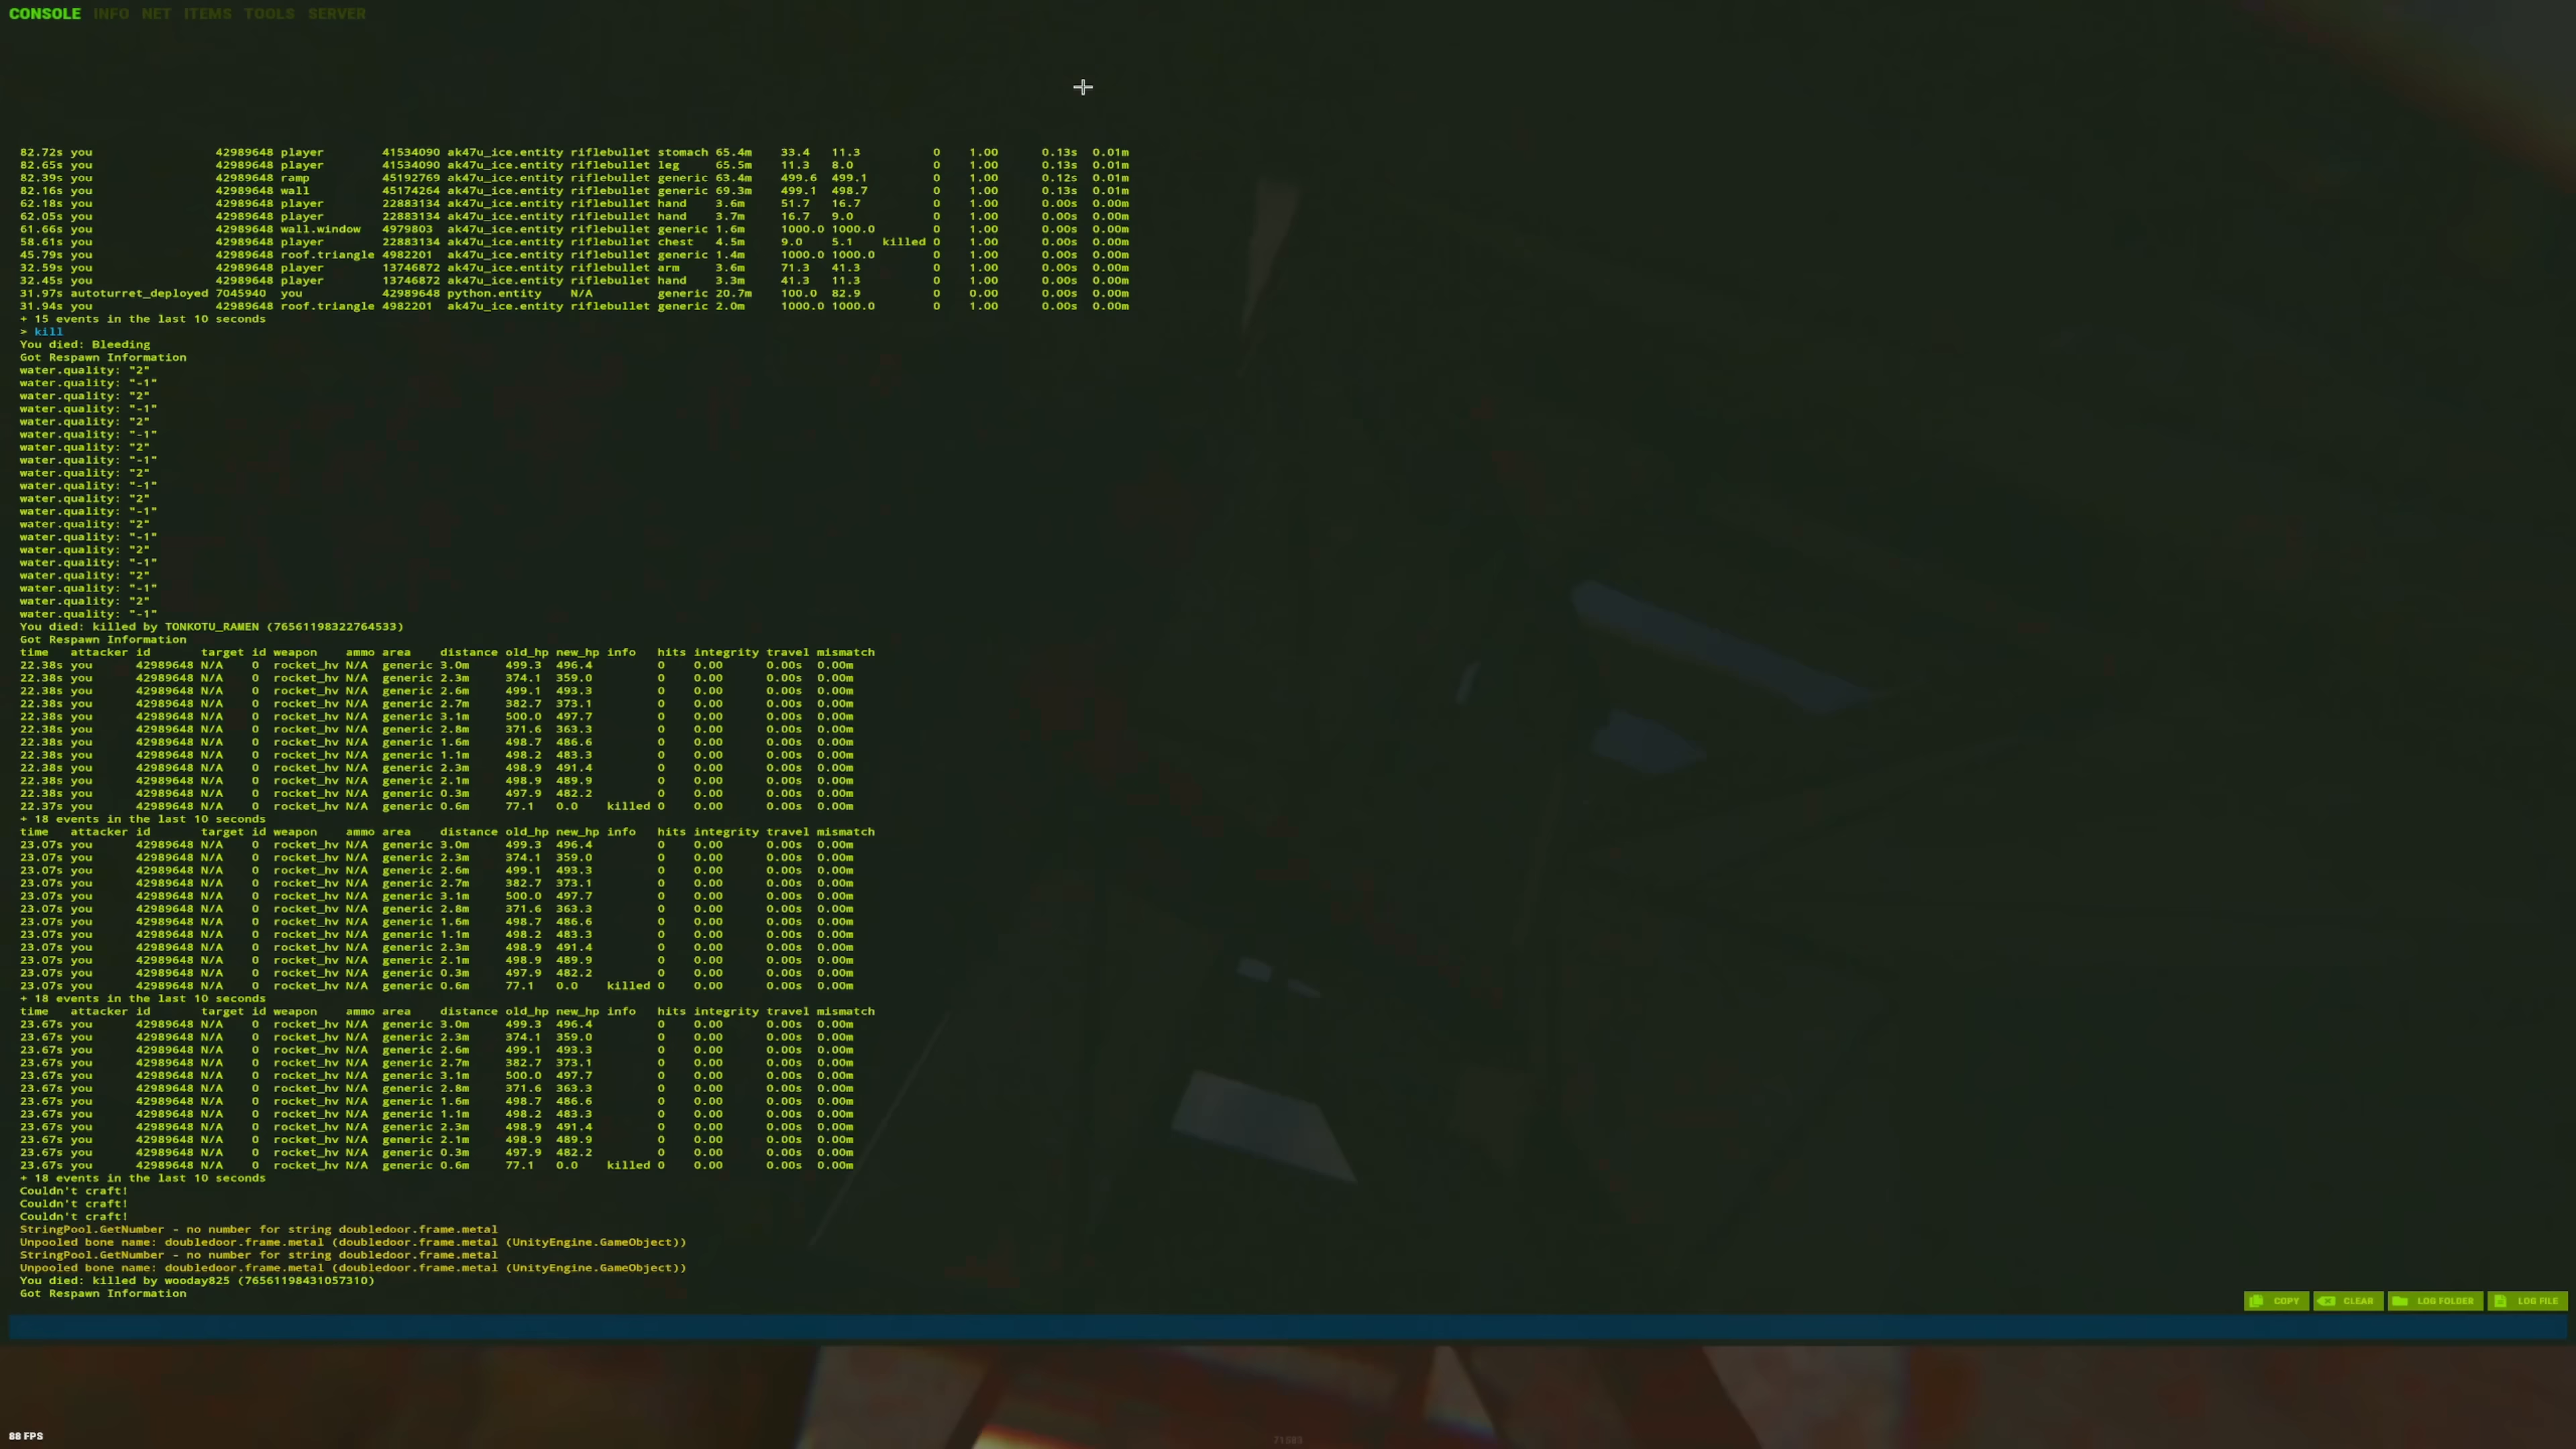 CONSOLE INFO NET ITEMS TOOLS SERVER
82.72s you 42989648 player 41534090 ak47u_ice.entity riflebullet stomach 65.4m 33.4 11.3 0 1.00 0.13s 0.01m
82.65s you 42989648 player 41534090 ak47u_ice.entity riflebullet leg 65.5m 11.3 8.0 0 1.00 0.13s 0.01m
82.39s you 42989648 ramp 45192769 ak47u_ice.entity riflebullet generic 63.4m 499.6 499.1 0 1.00 0.12s 0.01m
82.16s you 42989648 wall 45174264 ak47u_ice.entity riflebullet generic 69.3m 499.1 498.7 0 1.00 0.13s 0.01m
62.18s you 42989648 player 22883134 ak47u_ice.entity riflebullet hand 3.6m 51.7 16.7 0 1.00 0.00s 0.00m
62.05s you 42989648 player 22883134 ak47u_ice.entity riflebullet hand 3.7m 16.7 9.0 0 1.00 0.00s 0.00m
61.66s you 42989648 wall.window 4979803 ak47u_ice.entity riflebullet generic 1.6m 1000.0 1000.0 0 1.00 0.00s 0.00m
58.61s you 42989648 player 22883134 ak47u_ice.entity riflebullet chest 4.5m 9.0 5.1 killed 0 1.00 0.00s 0.00m
45.79s you 42989648 roof.triangle 4982201 ak47u_ice.entity riflebullet generic 1.4m 1000.0 1000.0 0 1.00 0.00s 0.00m
32.59s you 42989648 player 13746872 ak47u_ice.entity riflebullet arm 3.6m 71.3 41.3 0 1.00 0.00s 0.00m
32.45s you 42989648 player 13746872 ak47u_ice.entity riflebullet hand 3.3m 41.3 11.3 0 1.00 0.00s 0.00m
31.97s autoturret_deployed 7045940 you 42989648 python.entity N/A generic 20.7m 100.0 82.9 0 0.00 0.00s 0.00m
31.94s you 42989648 roof.triangle 4982201 ak47u_ice.entity riflebullet generic 2.0m 1000.0 1000.0 0 1.00 0.00s 0.00m
+ 15 events in the last 10 seconds
> kill
You died: Bleeding
Got Respawn Information
water.quality: "2"
water.quality: "-1"
water.quality: "2"
water.quality: "-1"
water.quality: "2"
water.quality: "-1"
water.quality: "2"
water.quality: "-1"
water.quality: "2"
water.quality: "-1"
water.quality: "2"
water.quality: "-1"
water.quality: "2"
water.quality: "-1"
water.quality: "2"
water.quality: "-1"
water.quality: "2"
water.quality: "-1"
water.quality: "2"
water.quality: "-1"
You died: killed by TONKOTU_RAMEN (76561198322764533)
Got Respawn Information
time attacker id target id weapon ammo area distance old_hp new_hp info hits integrity travel mismatch
22.38s you 42989648 N/A 0 rocket_hv N/A generic 3.0m 499.3 496.4 0 0.00 0.00s 0.00m
22.38s you 42989648 N/A 0 rocket_hv N/A generic 2.3m 374.1 359.0 0 0.00 0.00s 0.00m
22.38s you 42989648 N/A 0 rocket_hv N/A generic 2.6m 499.1 493.3 0 0.00 0.00s 0.00m
22.38s you 42989648 N/A 0 rocket_hv N/A generic 2.7m 382.7 373.1 0 0.00 0.00s 0.00m
22.38s you 42989648 N/A 0 rocket_hv N/A generic 3.1m 500.0 497.7 0 0.00 0.00s 0.00m
22.38s you 42989648 N/A 0 rocket_hv N/A generic 2.8m 371.6 363.3 0 0.00 0.00s 0.00m
22.38s you 42989648 N/A 0 rocket_hv N/A generic 1.6m 498.7 486.6 0 0.00 0.00s 0.00m
22.38s you 42989648 N/A 0 rocket_hv N/A generic 1.1m 498.2 483.3 0 0.00 0.00s 0.00m
22.38s you 42989648 N/A 0 rocket_hv N/A generic 2.3m 498.9 491.4 0 0.00 0.00s 0.00m
22.38s you 42989648 N/A 0 rocket_hv N/A generic 2.1m 498.9 489.9 0 0.00 0.00s 0.00m
22.38s you 42989648 N/A 0 rocket_hv N/A generic 0.3m 497.9 482.2 0 0.00 0.00s 0.00m
22.37s you 42989648 N/A 0 rocket_hv N/A generic 0.6m 77.1 0.0 killed 0 0.00 0.00s 0.00m
+ 18 events in the last 10 seconds
time attacker id target id weapon ammo area distance old_hp new_hp info hits integrity travel mismatch
23.07s you 42989648 N/A 0 rocket_hv N/A generic 3.0m 499.3 496.4 0 0.00 0.00s 0.00m
23.07s you 42989648 N/A 0 rocket_hv N/A generic 2.3m 374.1 359.0 0 0.00 0.00s 0.00m
23.07s you 42989648 N/A 0 rocket_hv N/A generic 2.6m 499.1 493.3 0 0.00 0.00s 0.00m
23.07s you 42989648 N/A 0 rocket_hv N/A generic 2.7m 382.7 373.1 0 0.00 0.00s 0.00m
23.07s you 42989648 N/A 0 rocket_hv N/A generic 3.1m 500.0 497.7 0 0.00 0.00s 0.00m
23.07s you 42989648 N/A 0 rocket_hv N/A generic 2.8m 371.6 363.3 0 0.00 0.00s 0.00m
23.07s you 42989648 N/A 0 rocket_hv N/A generic 1.6m 498.7 486.6 0 0.00 0.00s 0.00m
23.07s you 42989648 N/A 0 rocket_hv N/A generic 1.1m 498.2 483.3 0 0.00 0.00s 0.00m
23.07s you 42989648 N/A 0 rocket_hv N/A generic 2.3m 498.9 491.4 0 0.00 0.00s 0.00m
23.07s you 42989648 N/A 0 rocket_hv N/A generic 2.1m 498.9 489.9 0 0.00 0.00s 0.00m
23.07s you 42989648 N/A 0 rocket_hv N/A generic 0.3m 497.9 482.2 0 0.00 0.00s 0.00m
23.07s you 42989648 N/A 0 rocket_hv N/A generic 0.6m 77.1 0.0 killed 0 0.00 0.00s 0.00m
+ 18 events in the last 10 seconds
time attacker id target id weapon ammo area distance old_hp new_hp info hits integrity travel mismatch
23.67s you 42989648 N/A 0 rocket_hv N/A generic 3.0m 499.3 496.4 0 0.00 0.00s 0.00m
23.67s you 42989648 N/A 0 rocket_hv N/A generic 2.3m 374.1 359.0 0 0.00 0.00s 0.00m
23.67s you 42989648 N/A 0 rocket_hv N/A generic 2.6m 499.1 493.3 0 0.00 0.00s 0.00m
23.67s you 42989648 N/A 0 rocket_hv N/A generic 2.7m 382.7 373.1 0 0.00 0.00s 0.00m
23.67s you 42989648 N/A 0 rocket_hv N/A generic 3.1m 500.0 497.7 0 0.00 0.00s 0.00m
23.67s you 42989648 N/A 0 rocket_hv N/A generic 2.8m 371.6 363.3 0 0.00 0.00s 0.00m
23.67s you 42989648 N/A 0 rocket_hv N/A generic 1.6m 498.7 486.6 0 0.00 0.00s 0.00m
23.67s you 42989648 N/A 0 rocket_hv N/A generic 1.1m 498.2 483.3 0 0.00 0.00s 0.00m
23.67s you 42989648 N/A 0 rocket_hv N/A generic 2.3m 498.9 491.4 0 0.00 0.00s 0.00m
23.67s you 42989648 N/A 0 rocket_hv N/A generic 2.1m 498.9 489.9 0 0.00 0.00s 0.00m
23.67s you 42989648 N/A 0 rocket_hv N/A generic 0.3m 497.9 482.2 0 0.00 0.00s 0.00m
23.67s you 42989648 N/A 0 rocket_hv N/A generic 0.6m 77.1 0.0 killed 0 0.00 0.00s 0.00m
+ 18 events in the last 10 seconds
Couldn't craft!
Couldn't craft!
Couldn't craft!
StringPool.GetNumber - no number for string doubledoor.frame.metal
Unpooled bone name: doubledoor.frame.metal (doubledoor.frame.metal (UnityEngine.GameObject))
StringPool.GetNumber - no number for string doubledoor.frame.metal
Unpooled bone name: doubledoor.frame.metal (doubledoor.frame.metal (UnityEngine.GameObject))
You died: killed by wooday825 (76561198431057310)
Got Respawn Information
COPY CLEAR LOG FOLDER LOG FILE
88 FPS